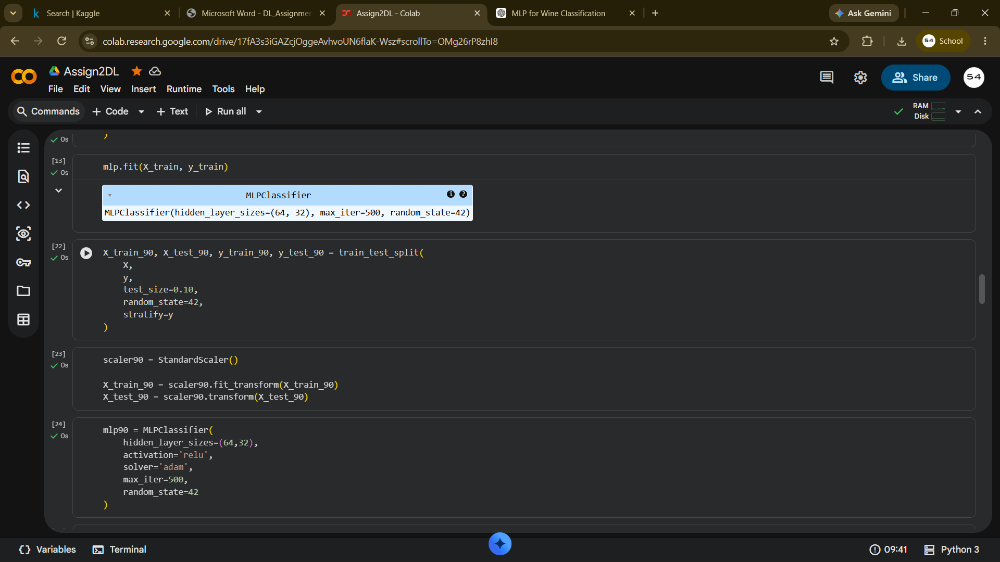 Search | Kaggle
Microsoft Word - DL_Assignmen
Assign2DL - Colab
MLP for Wine Classification
Ask Gemini
colab.research.google.com/drive/17fA3s3iGAZcjOggeAvhvoUN6flaK-Wsz#scrollTo=OMg26rP8zhI8
54 School
Assign2DL
File Edit View Insert Runtime Tools Help
Share
54
Commands + Code + Text Run all
RAM
Disk
0s
)
[13]
0s
mlp.fit(X_train, y_train)
MLPClassifier
MLPClassifier(hidden_layer_sizes=(64, 32), max_iter=500, random_state=42)
[22]
0s
X_train_90, X_test_90, y_train_90, y_test_90 = train_test_split(
X,
y,
test_size=0.10,
random_state=42,
stratify=y
)
[23]
0s
scaler90 = StandardScaler()
X_train_90 = scaler90.fit_transform(X_train_90)
X_test_90 = scaler90.transform(X_test_90)
[24]
0s
mlp90 = MLPClassifier(
hidden_layer_sizes=(64,32),
activation='relu',
solver='adam',
max_iter=500,
random_state=42
)
Variables
Terminal
09:41
Python 3